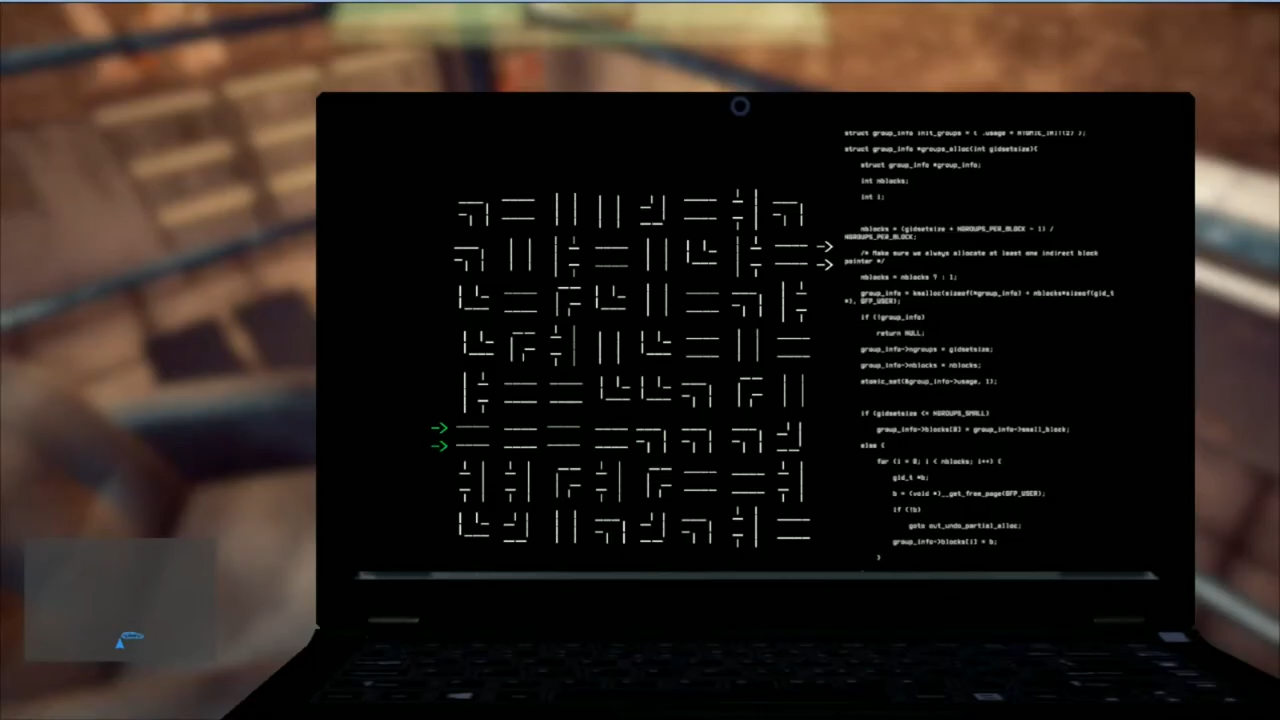 struct group_info init_groups = { .usage = ATOMIC_INIT(2) };
struct group_info *groups_alloc(int gidsetsize){
struct group_info *group_info;
int nblocks;
int i;
nblocks = (gidsetsize + NGROUPS_PER_BLOCK - 1) /
NGROUPS_PER_BLOCK;
/* Make sure we always allocate at least one indirect block
pointer */
nblocks = nblocks ? : 1;
group_info = kmalloc(sizeof(*group_info) + nblocks*sizeof(gid_t
*), GFP_USER);
if (!group_info)
return NULL;
group_info->ngroups = gidsetsize;
group_info->nblocks = nblocks;
atomic_set(&group_info->usage, 1);
if (gidsetsize <= NGROUPS_SMALL)
group_info->blocks[0] = group_info->small_block;
else {
for (i = 0; i < nblocks; i++) {
gid_t *b;
b = (void *)__get_free_page(GFP_USER);
if (!b)
goto out_undo_partial_alloc;
group_info->blocks[i] = b;
}